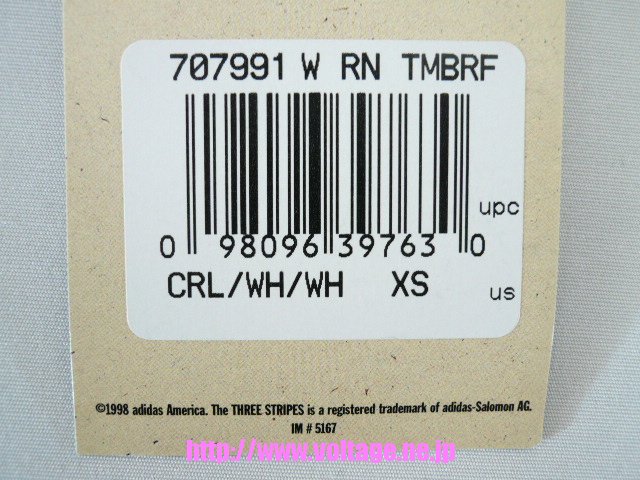 707991 W RN TMBRF
upc
0 98096 39763 0
CRL/WH/WH XS us
©1998 adidas America. The THREE STRIPES is a registered trademark of adidas-Salomon AG.
IM # 5167
http://www.voltage.ne.jp